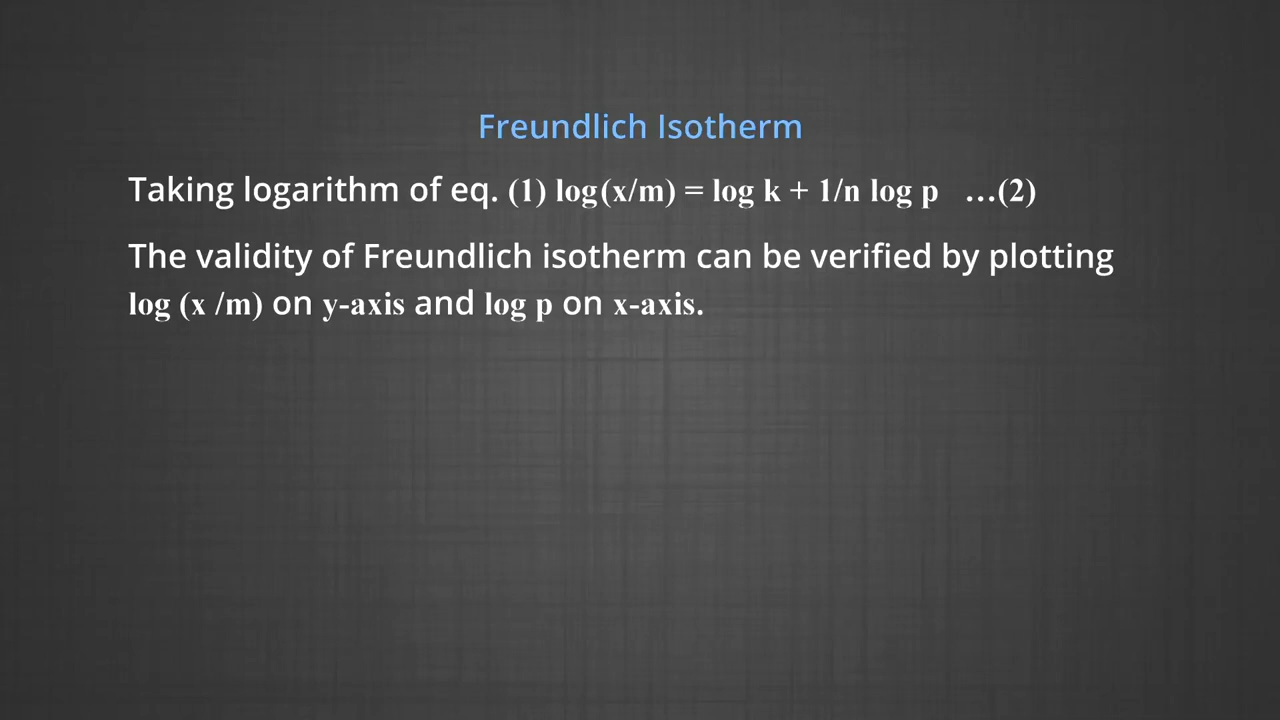 Freundlich Isotherm
Taking logarithm of eq. (1) log(x/m) = log k + 1/n log p …(2)
The validity of Freundlich isotherm can be verified by plotting
log (x /m) on y-axis and log p on x-axis.